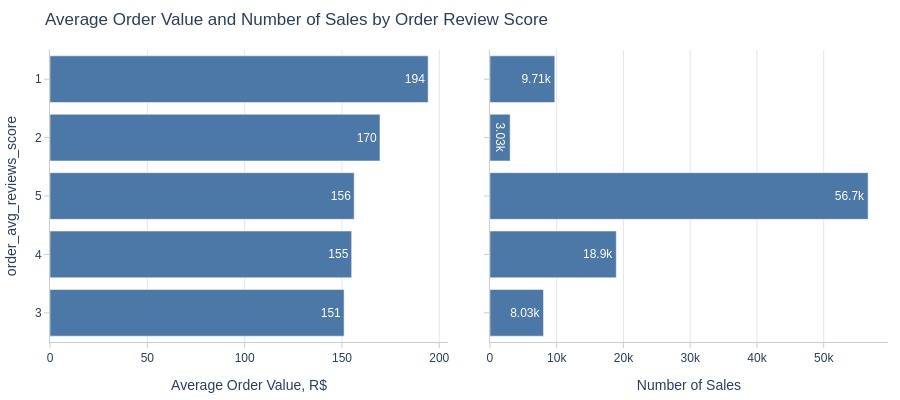 Average Order Value and Number of Sales by Order Review Score
order_avg_reviews_score
1
2
5
4
3
194
170
156
155
151
0 50 100 150 200
Average Order Value, R$
9.71k
3.03k
56.7k
18.9k
8.03k
0 10k 20k 30k 40k 50k
Number of Sales